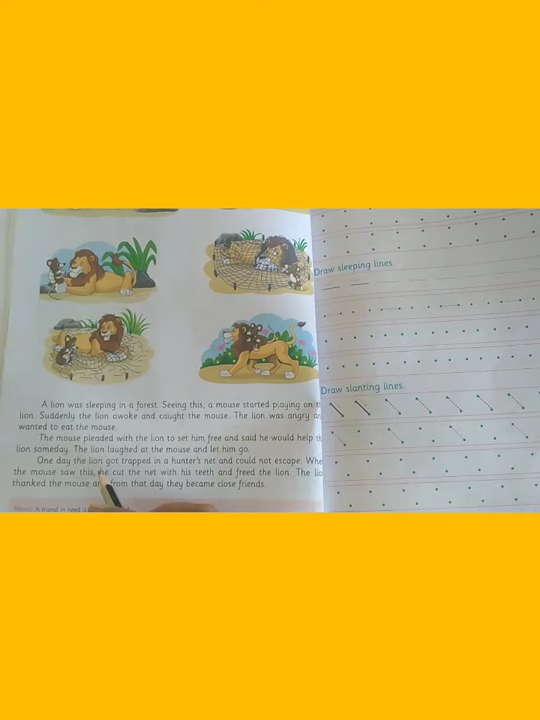 A lion was sleeping in a forest. Seeing this, a mouse started playing on
lion. Suddenly the lion awoke and caught the mouse. The lion was angry
wanted to eat the mouse.
The mouse pleaded with the lion to set him free and said he would help
lion someday. The lion laughed at the mouse and let him go.
One day the lion got trapped in a hunter's net and could not escape.
the mouse saw this, he cut the net with his teeth and freed the lion. The
thanked the mouse from that day they became close friends.
Moral: A friend in need
Draw sleeping lines.
Draw slanting lines.